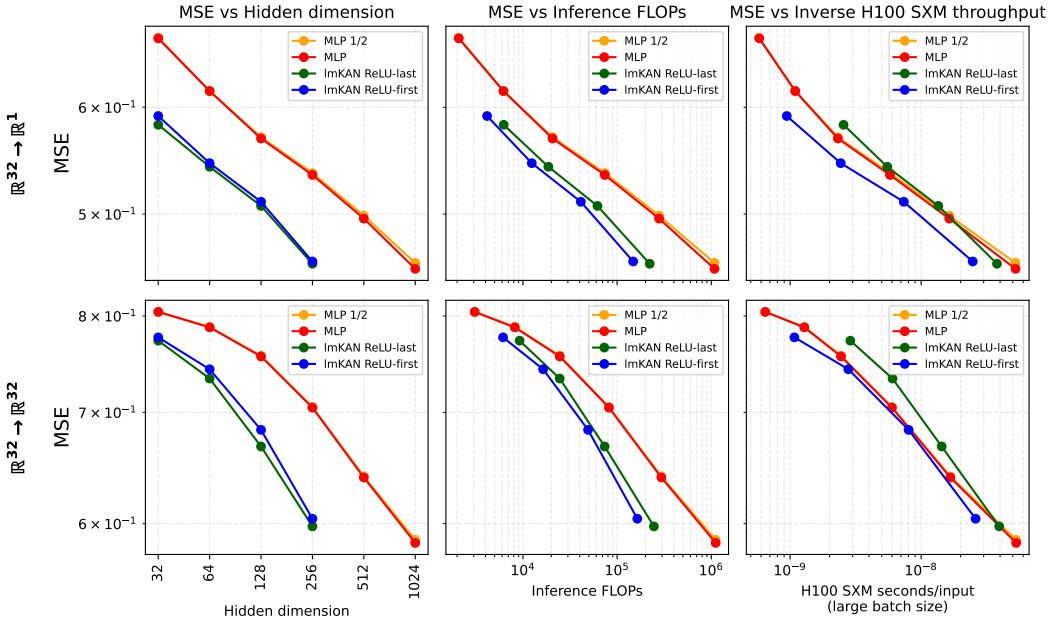 MSE vs Hidden dimension
MSE vs Inference FLOPs
MSE vs Inverse H100 SXM throughput
ℝ³² → ℝ¹
MSE
6 × 10⁻¹
5 × 10⁻¹
MLP 1/2
MLP
lmKAN ReLU-last
lmKAN ReLU-first
MLP 1/2
MLP
lmKAN ReLU-last
lmKAN ReLU-first
MLP 1/2
MLP
lmKAN ReLU-last
lmKAN ReLU-first
ℝ³² → ℝ³²
MSE
8 × 10⁻¹
7 × 10⁻¹
6 × 10⁻¹
MLP 1/2
MLP
lmKAN ReLU-last
lmKAN ReLU-first
MLP 1/2
MLP
lmKAN ReLU-last
lmKAN ReLU-first
MLP 1/2
MLP
lmKAN ReLU-last
lmKAN ReLU-first
32
64
128
256
512
1024
Hidden dimension
10⁴
10⁵
10⁶
Inference FLOPs
10⁻⁹
10⁻⁸
H100 SXM seconds/input
(large batch size)